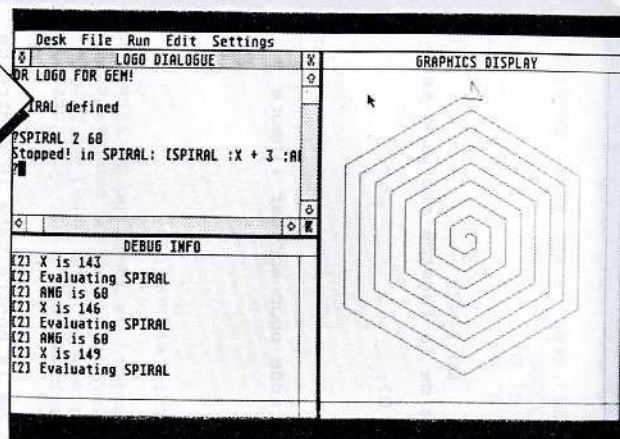 Desk File Run Edit Settings
LOGO DIALOGUE
DR LOGO FOR GEM!
defined
?SPIRAL 2 60
Stopped! in SPIRAL: [SPIRAL :X + 3 :A
?
DEBUG INFO
[2] X is 143
[2] Evaluating SPIRAL
[2] ANG is 60
[2] X is 146
[2] Evaluating SPIRAL
[2] ANG is 60
[2] X is 149
[2] Evaluating SPIRAL
GRAPHICS DISPLAY